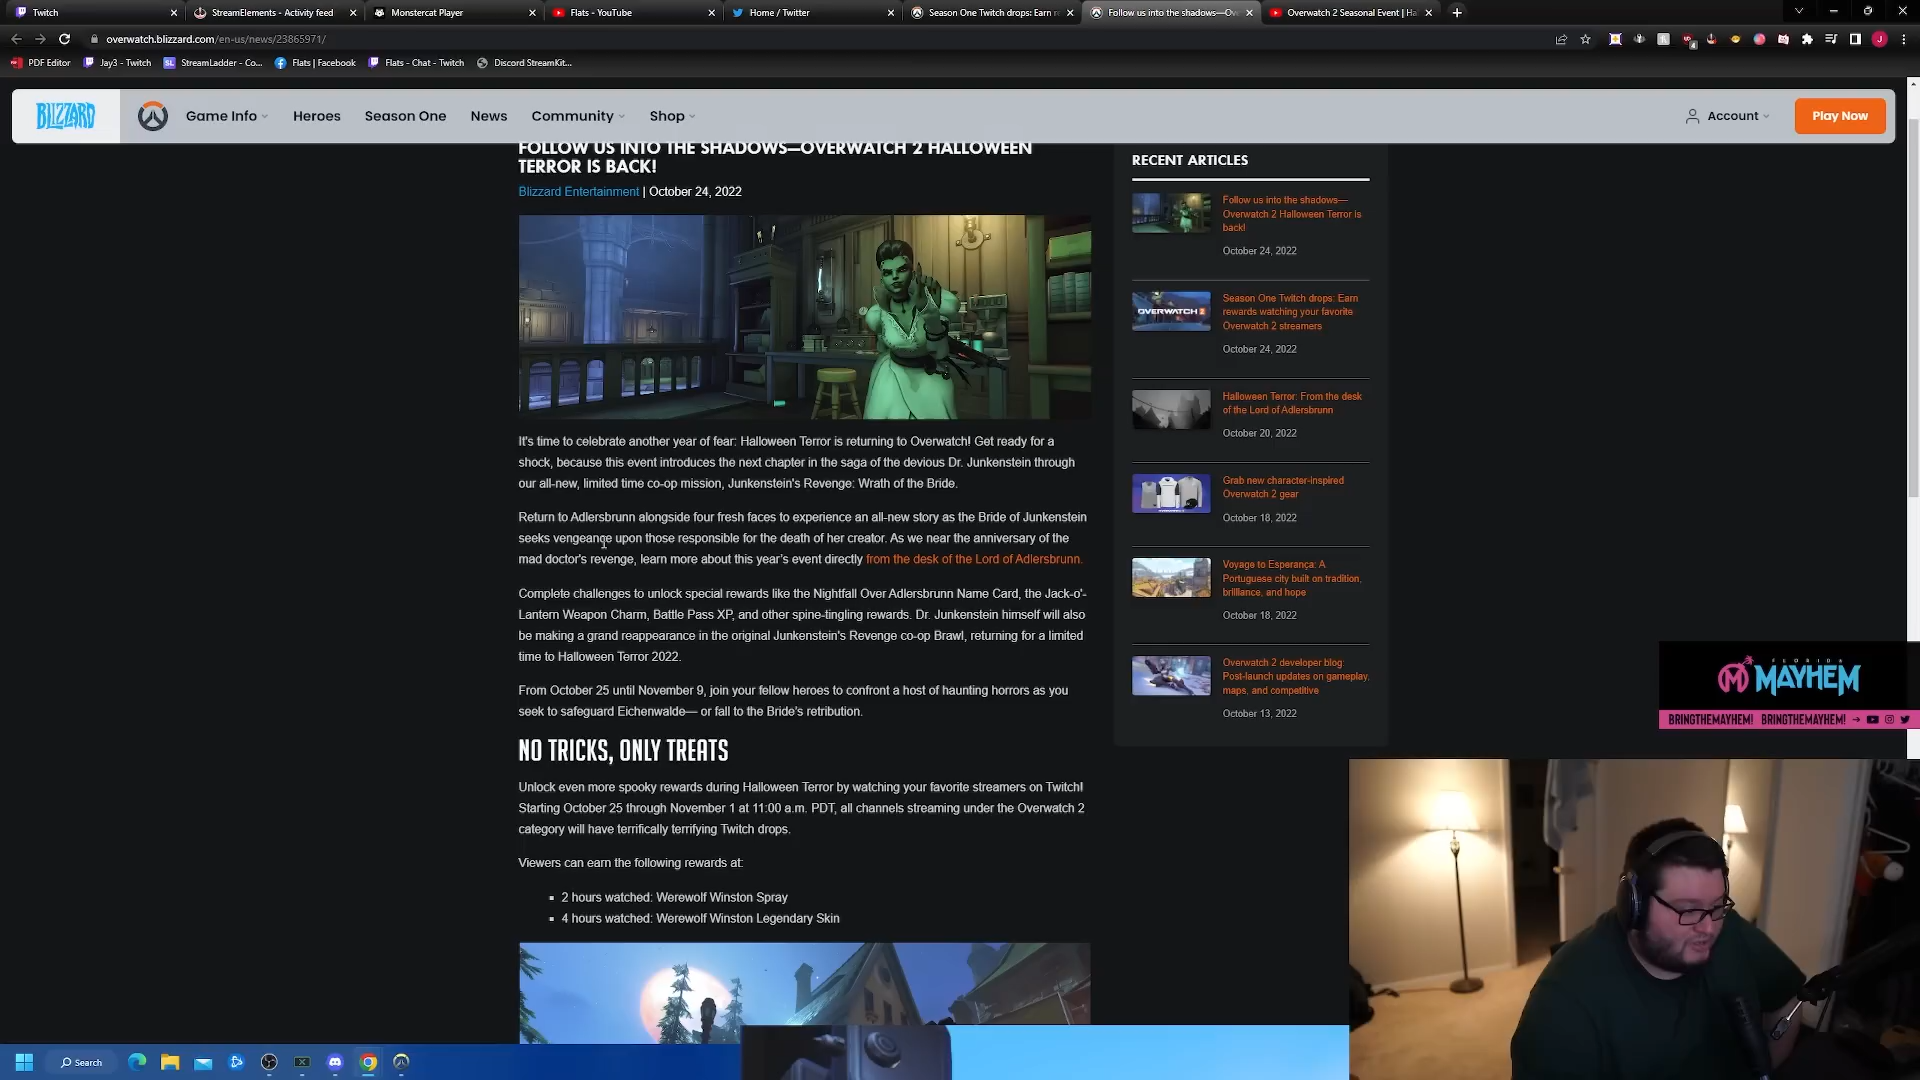 Twitch
StreamElements - Activity feed
Monstercat Player
Flats - YouTube
Home / Twitter
Season One Twitch drops: Earn r
Follow us into the shadows—Ov
Overwatch 2 Seasonal Event | Ha
overwatch.blizzard.com/en-us/news/23865971/
PDF Editor
Jay3 - Twitch
SL
StreamLadder - Co...
Flats | Facebook
Flats - Chat - Twitch
Discord StreamKit...
BLIZZARD
Game Info
Heroes
Season One
News
Community
Shop
Account
Play Now
FOLLOW US INTO THE SHADOWS—OVERWATCH 2 HALLOWEEN
TERROR IS BACK!
Blizzard Entertainment | October 24, 2022
It's time to celebrate another year of fear: Halloween Terror is returning to Overwatch! Get ready for a
shock, because this event introduces the next chapter in the saga of the devious Dr. Junkenstein through
our all-new, limited time co-op mission, Junkenstein's Revenge: Wrath of the Bride.
Return to Adlersbrunn alongside four fresh faces to experience an all-new story as the Bride of Junkenstein
seeks vengeance upon those responsible for the death of her creator. As we near the anniversary of the
mad doctor's revenge, learn more about this year's event directly from the desk of the Lord of Adlersbrunn.
Complete challenges to unlock special rewards like the Nightfall Over Adlersbrunn Name Card, the Jack-o'-
Lantern Weapon Charm, Battle Pass XP, and other spine-tingling rewards. Dr. Junkenstein himself will also
be making a grand reappearance in the original Junkenstein's Revenge co-op Brawl, returning for a limited
time to Halloween Terror 2022.
From October 25 until November 9, join your fellow heroes to confront a host of haunting horrors as you
seek to safeguard Eichenwalde— or fall to the Bride's retribution.
NO TRICKS, ONLY TREATS
Unlock even more spooky rewards during Halloween Terror by watching your favorite streamers on Twitch!
Starting October 25 through November 1 at 11:00 a.m. PDT, all channels streaming under the Overwatch 2
category will have terrifically terrifying Twitch drops.
Viewers can earn the following rewards at:
2 hours watched: Werewolf Winston Spray
4 hours watched: Werewolf Winston Legendary Skin
RECENT ARTICLES
Follow us into the shadows—
Overwatch 2 Halloween Terror is
back!
October 24, 2022
OVERWATCH 2
Season One Twitch drops: Earn
rewards watching your favorite
Overwatch 2 streamers
October 24, 2022
Halloween Terror: From the desk
of the Lord of Adlersbrunn
October 20, 2022
Grab new character-inspired
Overwatch 2 gear
October 18, 2022
Voyage to Esperança: A
Portuguese city built on tradition,
brilliance, and hope
October 18, 2022
Overwatch 2 developer blog:
Post-launch updates on gameplay,
maps, and competitive
October 13, 2022
FLORIDA
MAYHEM
BRINGTHEMAYHEM! BRINGTHEMAYHEM!
Search